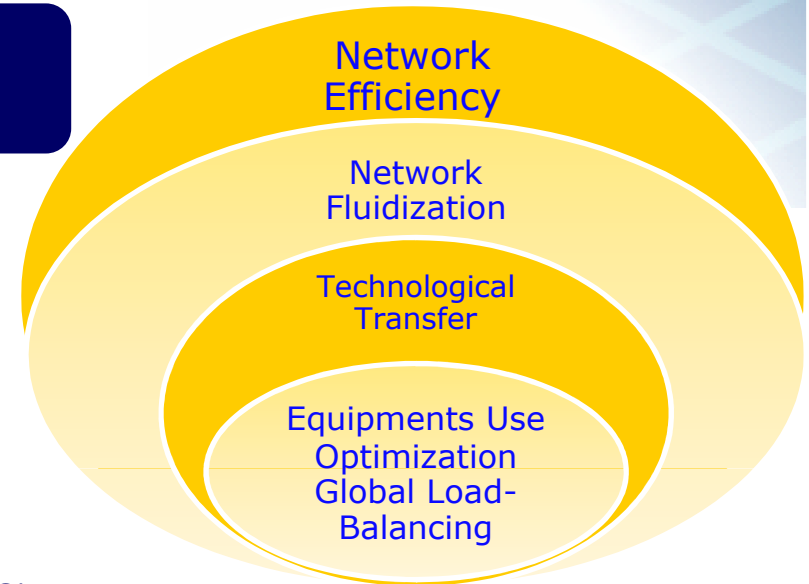 Network
Efficiency
Network
Fluidization
Technological
Transfer
Equipments Use
Optimization
Global Load-
Balancing